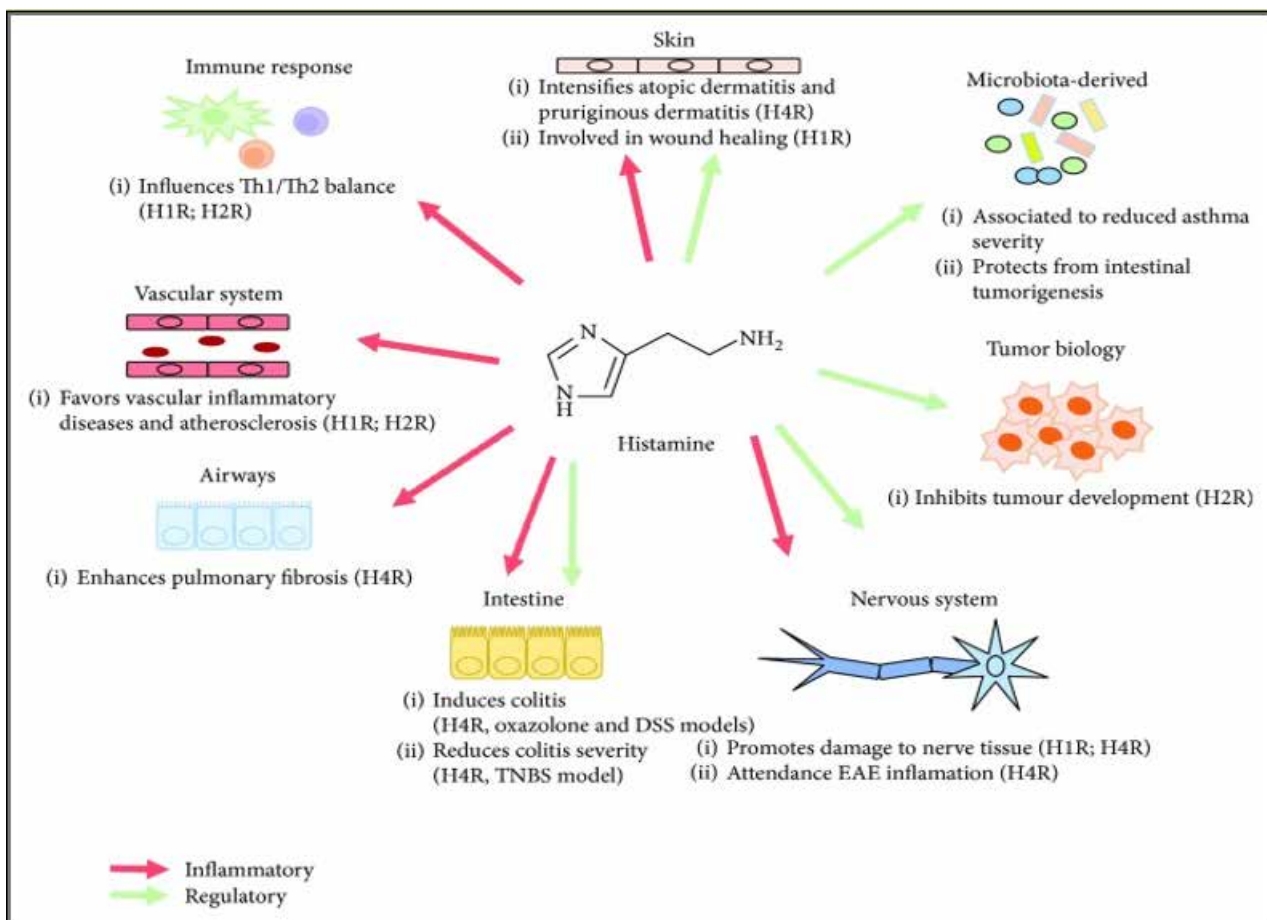 Skin
(i) Intensifies atopic dermatitis and
pruriginous dermatitis (H4R)
(ii) Involved in wound healing (H1R)
Immune response
(i) Influences Th1/Th2 balance
(H1R; H2R)
Microbiota-derived
(i) Associated to reduced asthma
severity
(ii) Protects from intestinal
tumorigenesis
Vascular system
(i) Favors vascular inflammatory
diseases and atherosclerosis (H1R; H2R)
N
N
H
NH2
Histamine
Tumor biology
(i) Inhibits tumour development (H2R)
Airways
(i) Enhances pulmonary fibrosis (H4R)
Intestine
(i) Induces colitis
(H4R, oxazolone and DSS models)
(ii) Reduces colitis severity
(H4R, TNBS model)
Nervous system
(i) Promotes damage to nerve tissue (H1R; H4R)
(ii) Attendance EAE inflamation (H4R)
Inflammatory
Regulatory